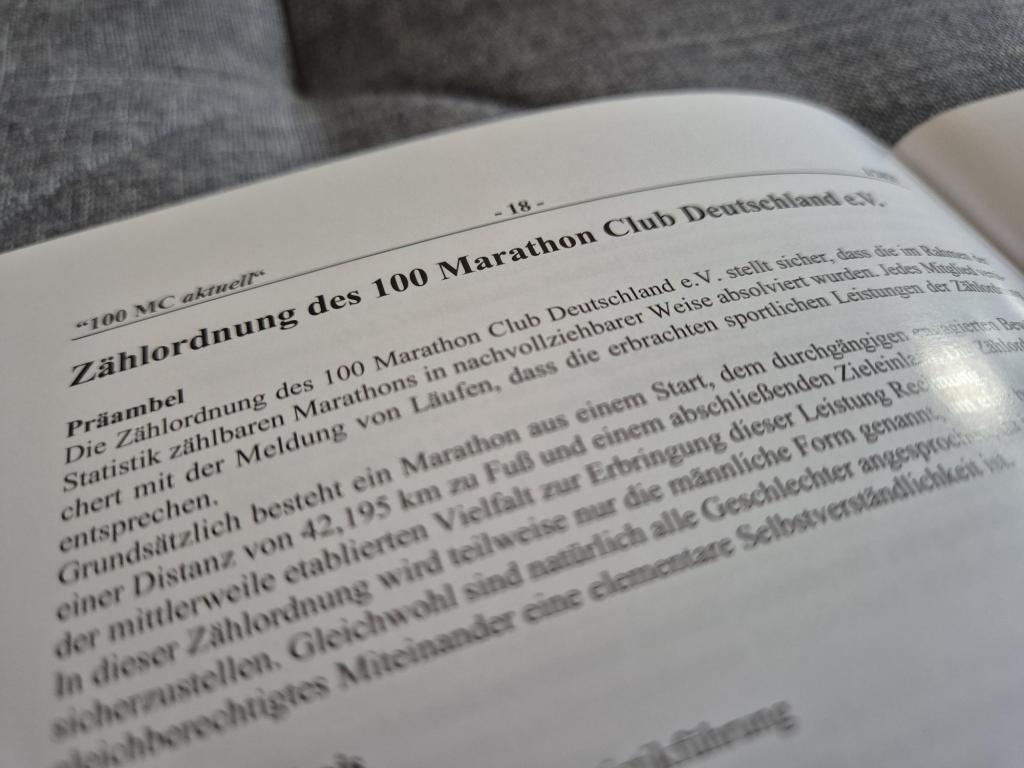 - 18 -
“100 MC aktuell“
Zählordnung des 100 Marathon Club Deutschland e.V.
Präambel
Die Zählordnung des 100 Marathon Club Deutschland e.V. stellt sicher, dass die im Rahmen der
Statistik zählbaren Marathons in nachvollziehbarer Weise absolviert wurden. Jedes Mitglied
chert mit der Meldung von Läufen, dass die erbrachten sportlichen Leistungen der
entsprechen.
Grundsätzlich besteht ein Marathon aus einem Start, dem durchgängigen
einer Distanz von 42,195 km zu Fuß und einem abschließenden
der mittlerweile etablierten Vielfalt zur Erbringung dieser Leistung
In dieser Zählordnung wird teilweise nur die männliche Form genannt,
sicherzustellen. Gleichwohl sind natürlich alle Geschlechter
gleichberechtigtes Miteinander eine elementare Selbstverständlichkeit ist.